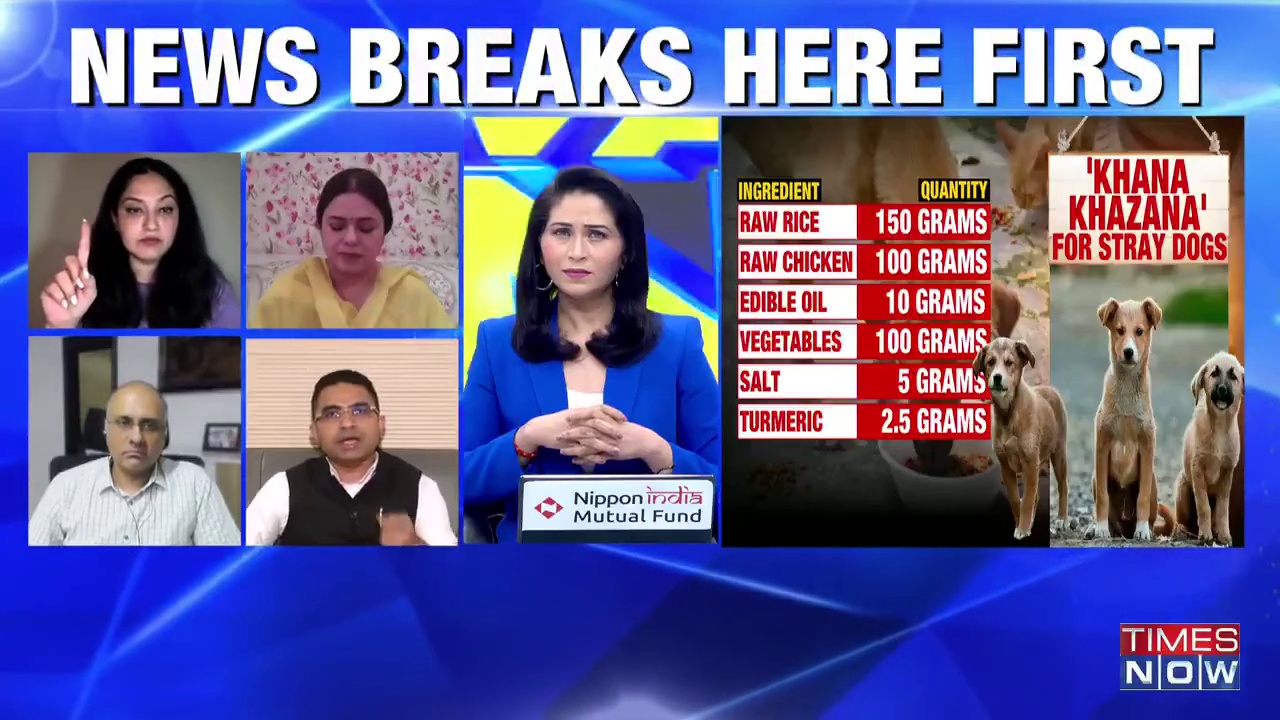 NEWS BREAKS HERE FIRST
INGREDIENT QUANTITY
RAW RICE 150 GRAMS
RAW CHICKEN 100 GRAMS
EDIBLE OIL 10 GRAMS
VEGETABLES 100 GRAMS
SALT 5 GRAMS
TURMERIC 2.5 GRAMS
'KHANA
KHAZANA'
FOR STRAY DOGS
Nippon india
Mutual Fund
TIMES
NOW